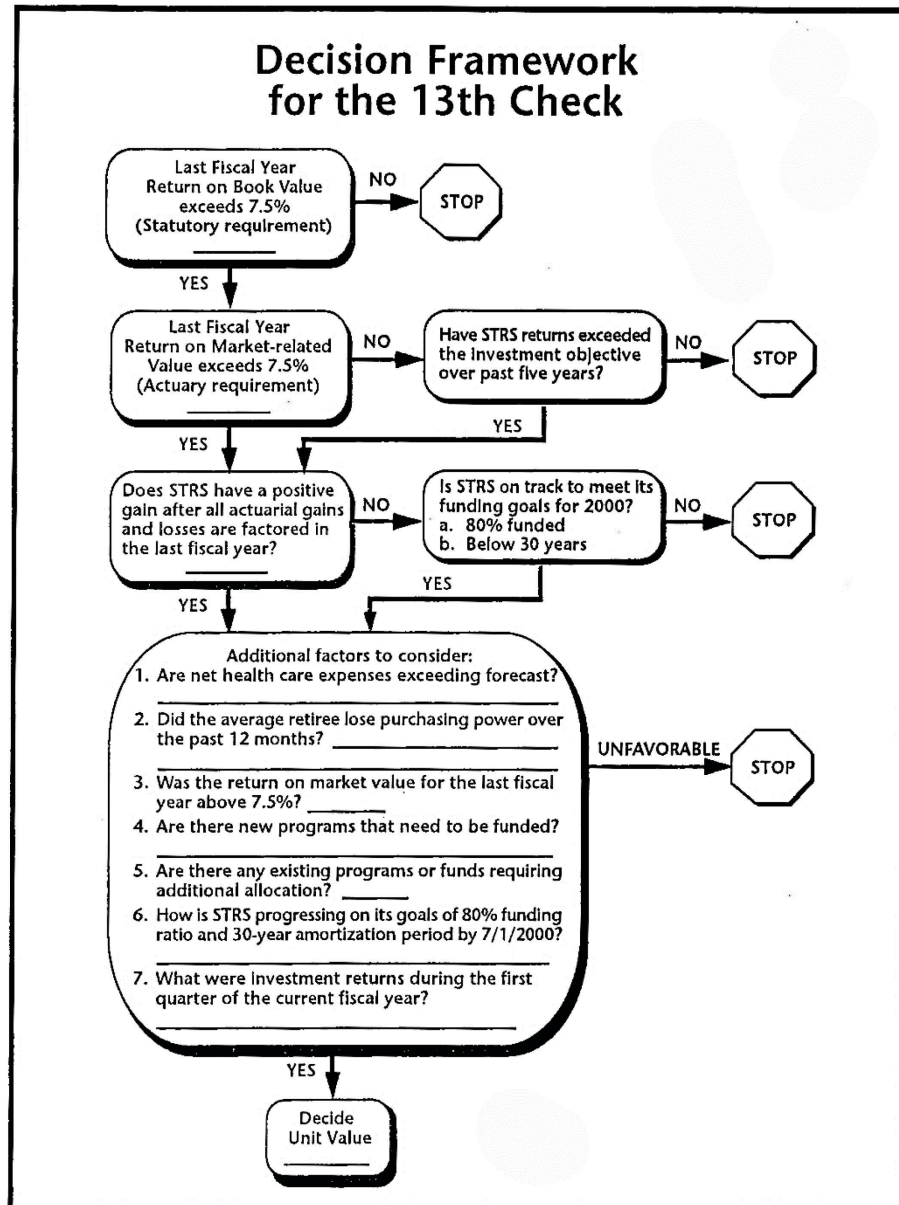 Decision Framework
for the 13th Check
Last Fiscal Year
Return on Book Value
exceeds 7.5%
(Statutory requirement)
NO
STOP
YES
Last Fiscal Year
Return on Market-related
Value exceeds 7.5%
(Actuary requirement)
NO
Have STRS returns exceeded
the investment objective
over past five years?
NO
STOP
YES
YES
Does STRS have a positive
gain after all actuarial gains
and losses are factored in
the last fiscal year?
NO
Is STRS on track to meet its
funding goals for 2000?
a. 80% funded
b. Below 30 years
NO
STOP
YES
YES
Additional factors to consider:
1. Are net health care expenses exceeding forecast?
2. Did the average retiree lose purchasing power over
the past 12 months?
3. Was the return on market value for the last fiscal
year above 7.5%?
4. Are there new programs that need to be funded?
5. Are there any existing programs or funds requiring
additional allocation?
6. How is STRS progressing on its goals of 80% funding
ratio and 30-year amortization period by 7/1/2000?
7. What were investment returns during the first
quarter of the current fiscal year?
UNFAVORABLE
STOP
YES
Decide
Unit Value